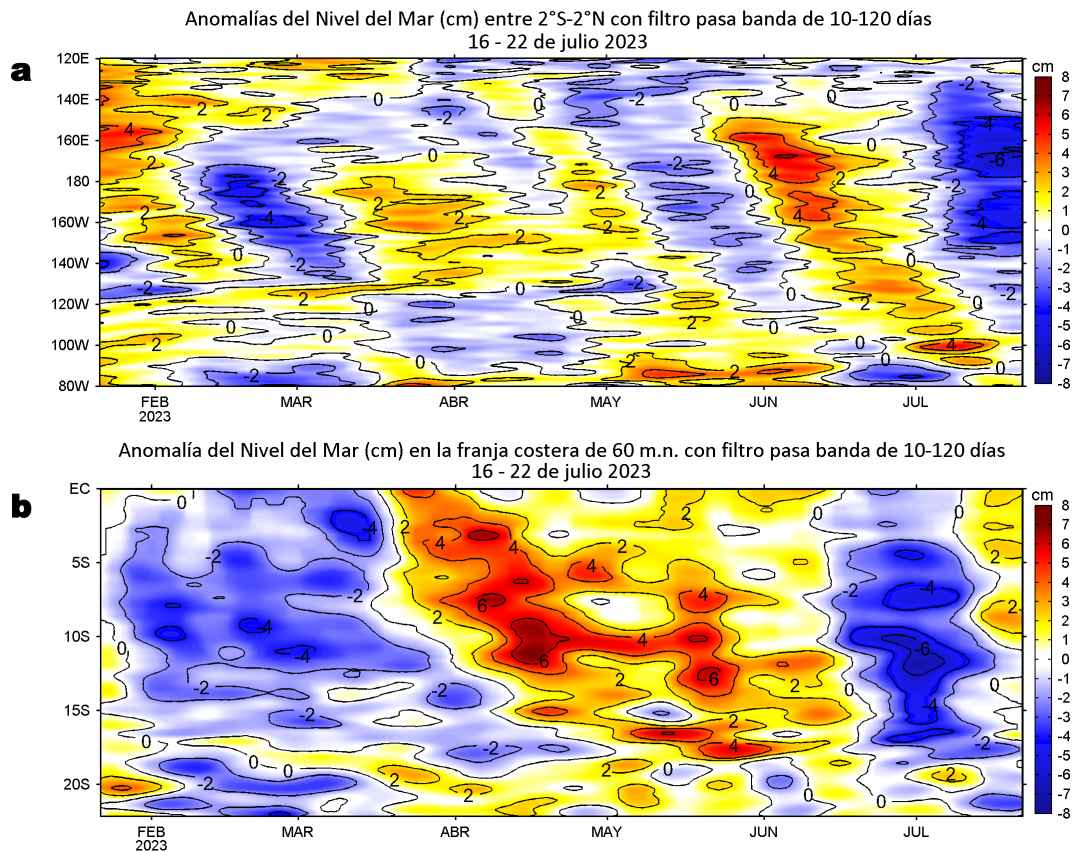 Anomalías del Nivel del Mar (cm) entre 2°S-2°N con filtro pasa banda de 10-120 días
16 - 22 de julio 2023
a
120E
140E
160E
180
160W
140W
120W
100W
80W
FEB
2023
MAR
ABR
MAY
JUN
JUL
cm
8
7
6
5
4
3
2
1
0
-1
-2
-3
-4
-5
-6
-7
-8
Anomalía del Nivel del Mar (cm) en la franja costera de 60 m.n. con filtro pasa banda de 10-120 días
16 - 22 de julio 2023
b
EC
5S
10S
15S
20S
FEB
2023
MAR
ABR
MAY
JUN
JUL
cm
8
7
6
5
4
3
2
1
0
-1
-2
-3
-4
-5
-6
-7
-8